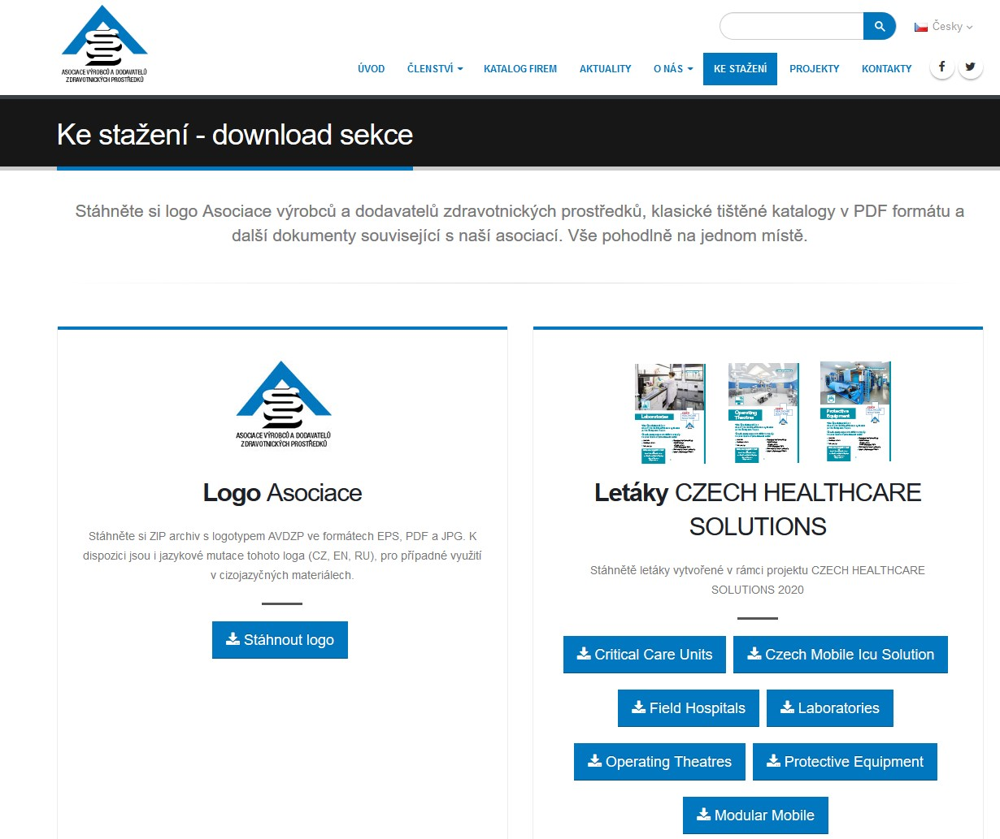 Česky
ASOCIACE VÝROBCŮ A DODAVATELŮ
ZDRAVOTNICKÝCH PROSTŘEDKŮ
ÚVOD
ČLENSTVÍ
KATALOG FIREM
AKTUALITY
O NÁS
KE STAŽENÍ
PROJEKTY
KONTAKTY
Ke stažení - download sekce
Stáhněte si logo Asociace výrobců a dodavatelů zdravotnických prostředků, klasické tištěné katalogy v PDF formátu a
další dokumenty související s naší asociací. Vše pohodlně na jednom místě.
ASOCIACE VÝROBCŮ A DODAVATELŮ
ZDRAVOTNICKÝCH PROSTŘEDKŮ
Logo Asociace
Stáhněte si ZIP archiv s logotypem AVDZP ve formátech EPS, PDF a JPG. K
dispozici jsou i jazykové mutace tohoto loga (CZ, EN, RU), pro případné využití
v cizojazyčných materiálech.
Stáhnout logo
Laboratories
Operating
Theatres
Protective
Equipment
Letáky CZECH HEALTHCARE
SOLUTIONS
Stáhnětě letáky vytvořené v rámci projektu CZECH HEALTHCARE
SOLUTIONS 2020
Critical Care Units
Czech Mobile Icu Solution
Field Hospitals
Laboratories
Operating Theatres
Protective Equipment
Modular Mobile